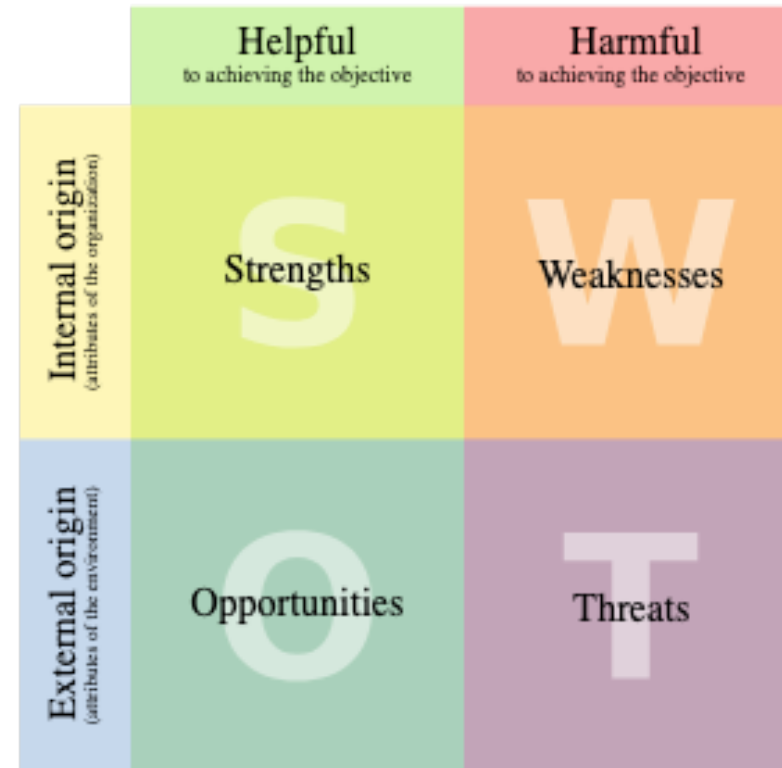 Helpful
to achieving the objective
Harmful
to achieving the objective
Internal origin
(attributes of the organization)
S
Strengths
W
Weaknesses
External origin
(attributes of the environment)
O
Opportunities
T
Threats